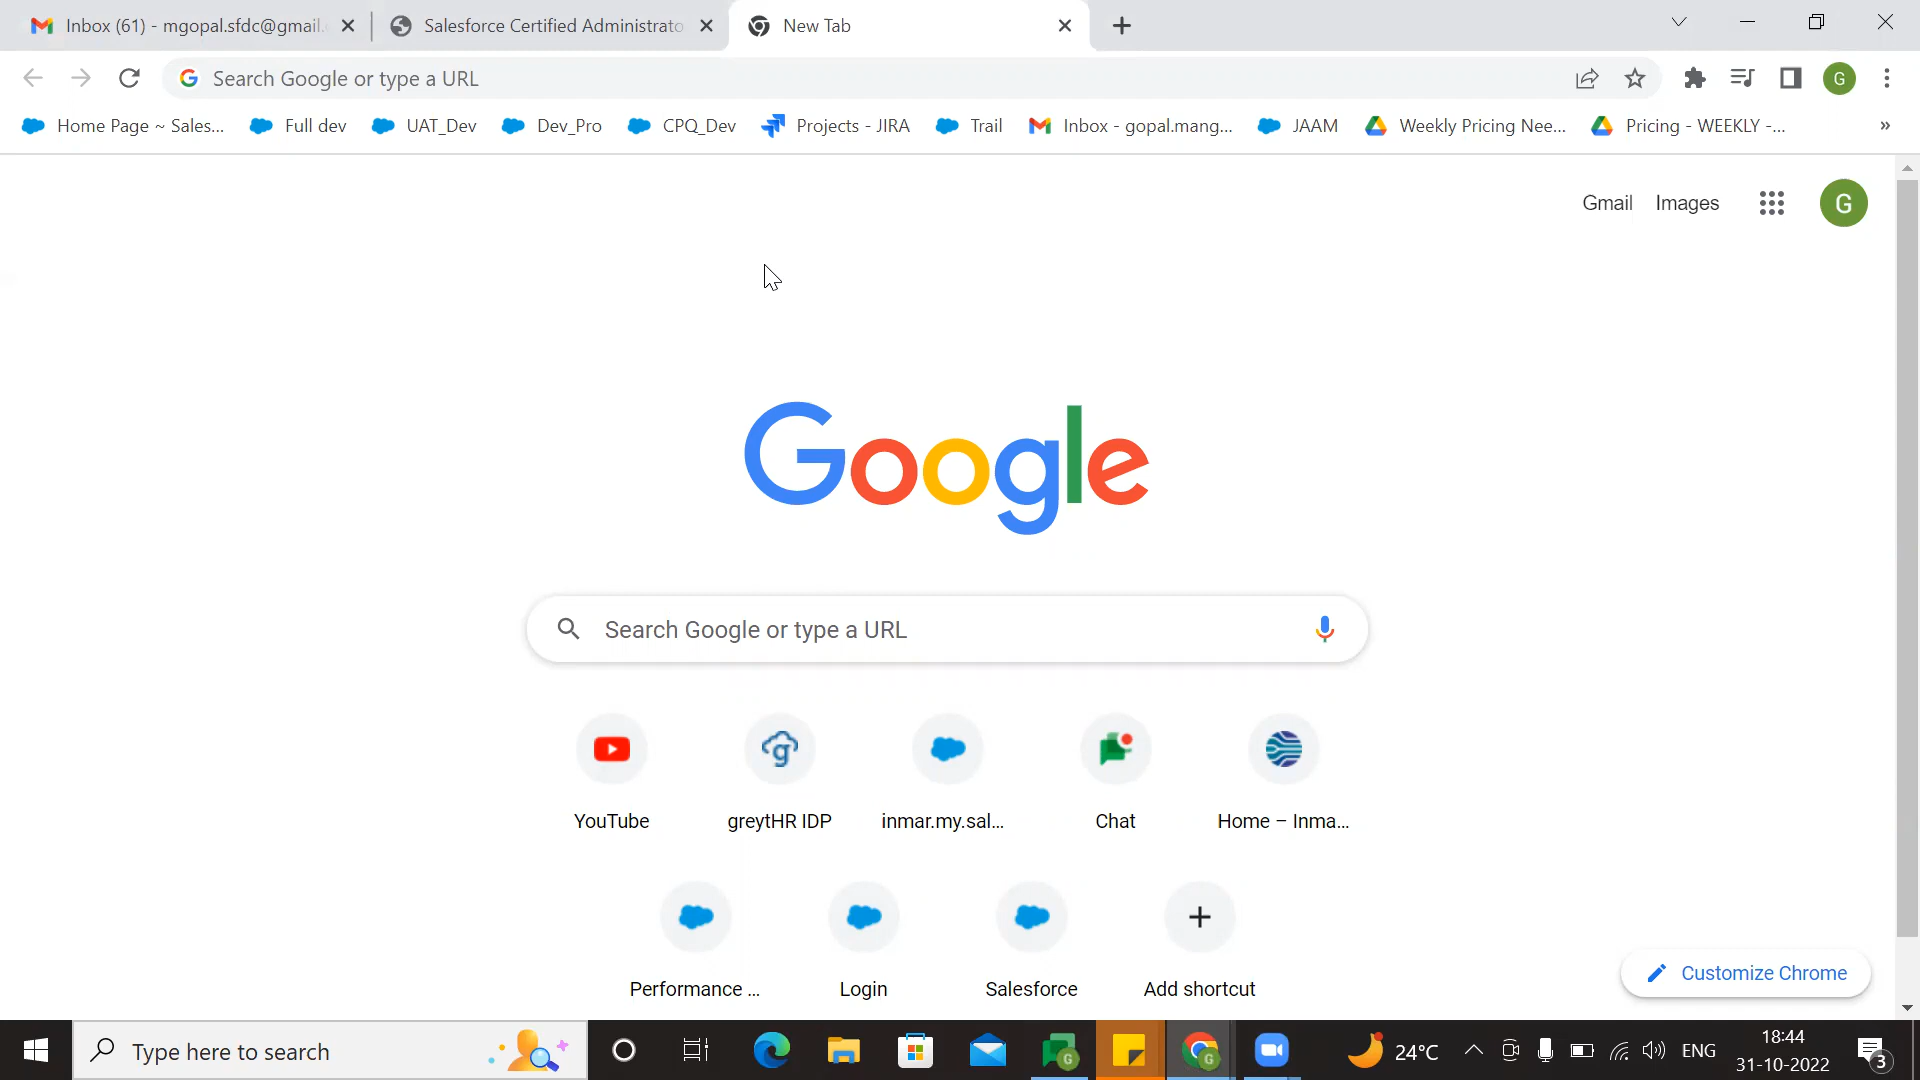 Inbox (61) - mgopal.sfdc@gmail.
Salesforce Certified Administrato
New Tab
Search Google or type a URL
G
Home Page ~ Sales...
Full dev
UAT_Dev
Dev_Pro
CPQ_Dev
Projects - JIRA
Trail
Inbox - gopal.mang...
JAAM
Weekly Pricing Nee...
Pricing - WEEKLY -...
»
Gmail
Images
G
Google
Search Google or type a URL
YouTube
greytHR IDP
inmar.my.sal...
Chat
Home – Inma...
Performance ...
Login
Salesforce
Add shortcut
Customize Chrome
Type here to search
G
G
24°C
ENG
18:44
31-10-2022
3